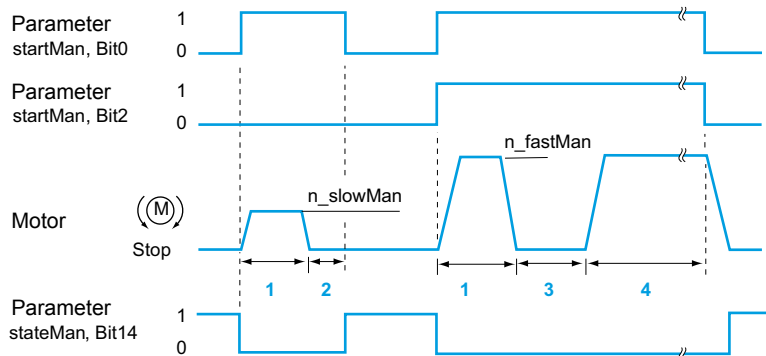 Parameter
startMan, Bit0
1
0
Parameter
startMan, Bit2
1
0
n_fastMan
n_slowMan
Motor
M
Stop
1
2
1
3
4
Parameter
stateMan, Bit14
1
0